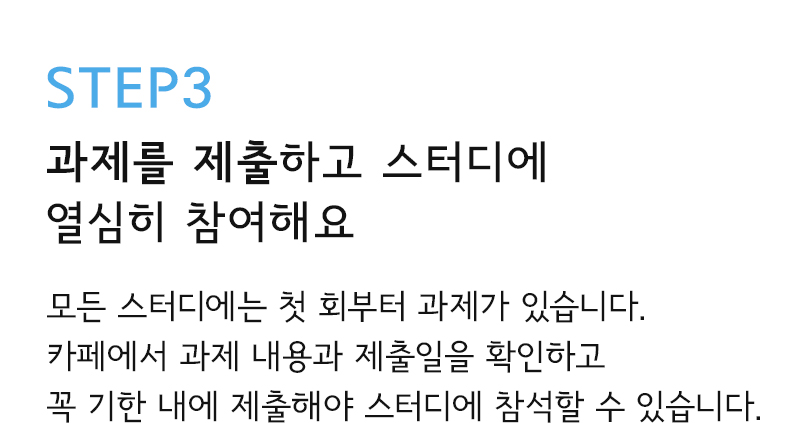 STEP3
과제를 제출하고 스터디에
열심히 참여해요
모든 스터디에는 첫 회부터 과제가 있습니다.
카페에서 과제 내용과 제출일을 확인하고
꼭 기한 내에 제출해야 스터디에 참석할 수 있습니다.